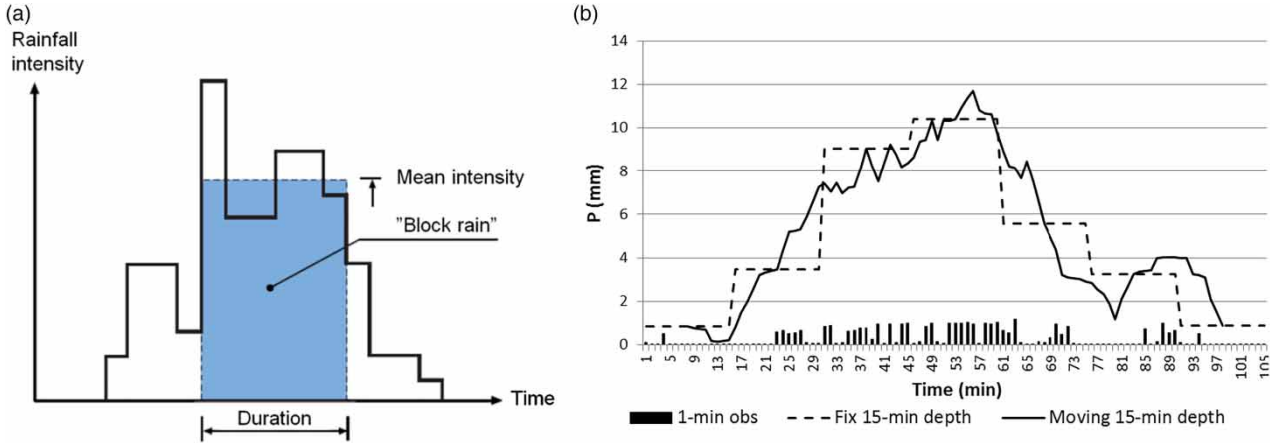 (a)
Rainfall
intensity
Mean intensity
"Block rain"
Time
Duration
(b)
14
12
10
8
6
4
2
0
P (mm)
1 5 9 13 17 21 25 29 33 37 41 45 49 53 57 61 65 69 73 77 81 85 89 93 97 101 105
Time (min)
1-min obs Fix 15-min depth Moving 15-min depth